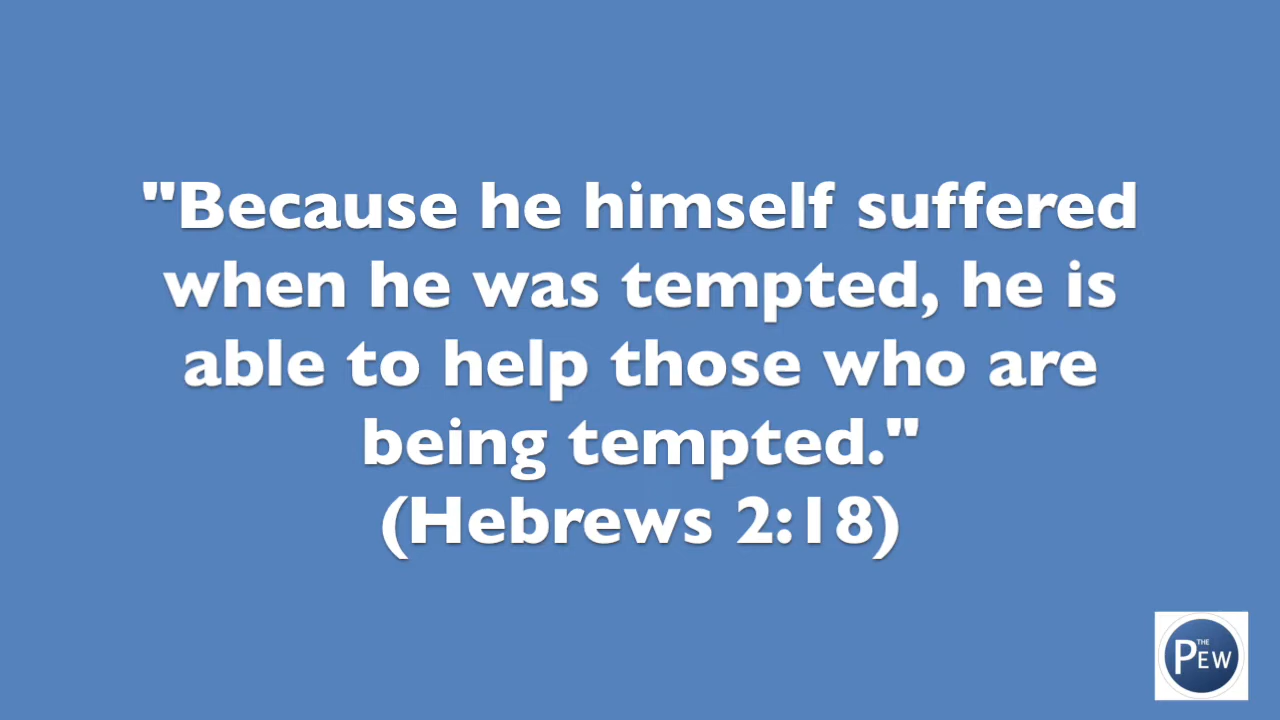 "Because he himself suffered
when he was tempted, he is
able to help those who are
being tempted."
(Hebrews 2:18)
THE
PEW